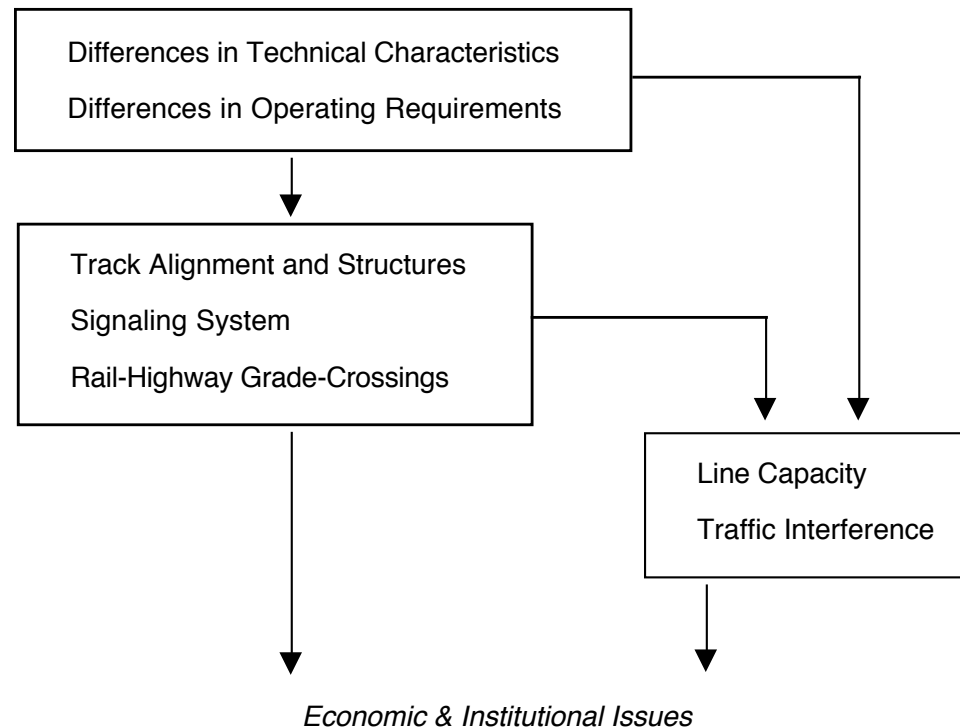 Differences in Technical Characteristics
Differences in Operating Requirements
Track Alignment and Structures
Signaling System
Rail-Highway Grade-Crossings
Line Capacity
Traffic Interference
Economic & Institutional Issues